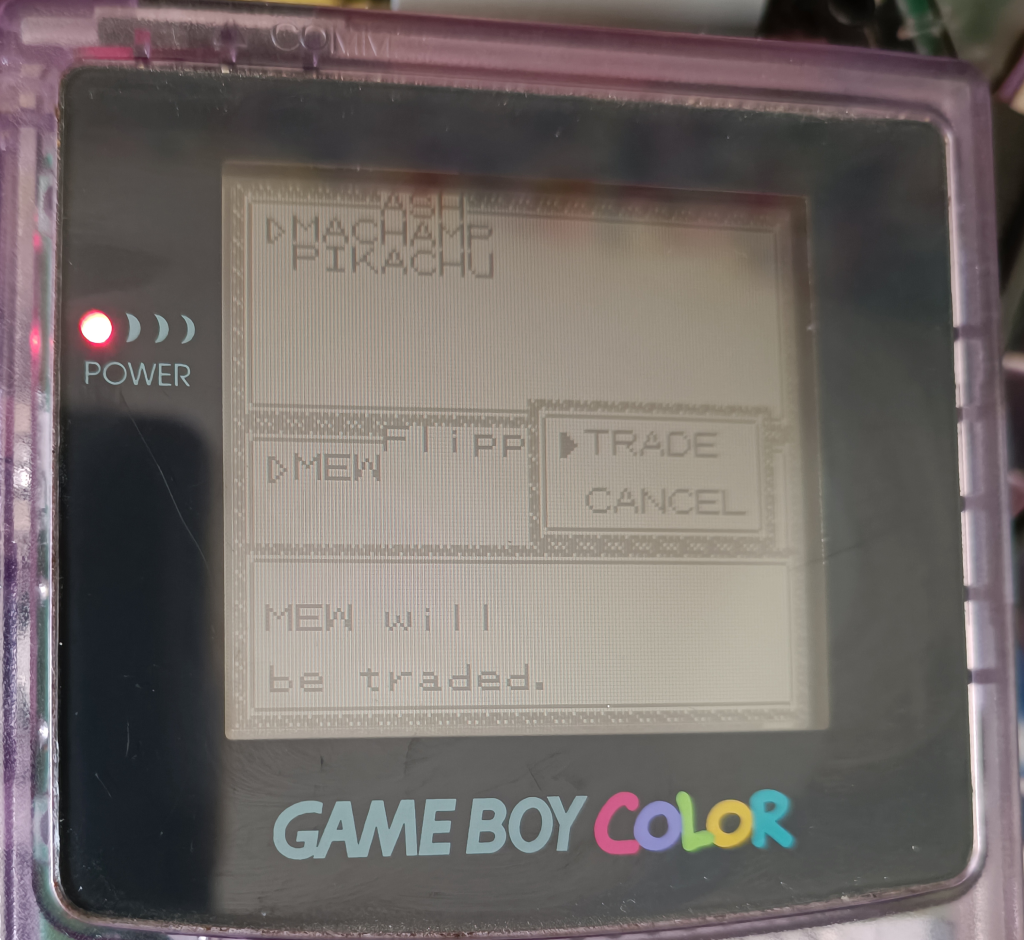 COMM.
ASH
▷MACHAMP
PIKACHU
POWER
Flipp
▶TRADE
▷MEW
CANCEL
MEW will
be traded.
GAME BOY COLOR